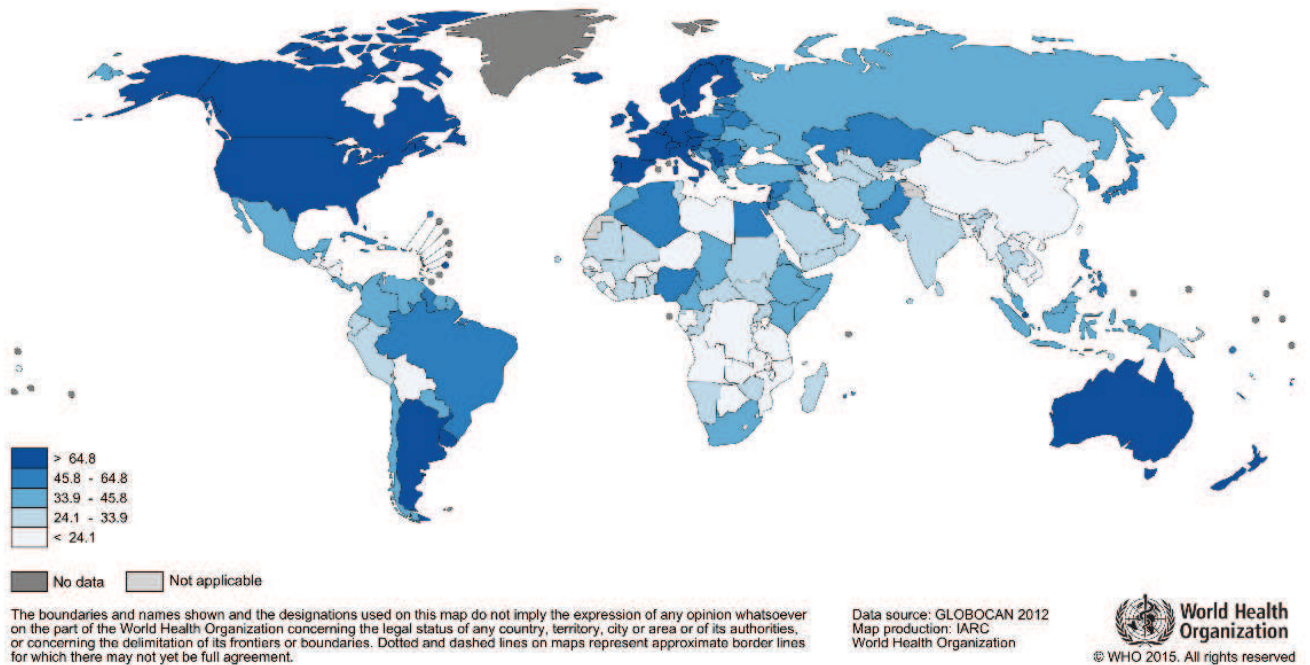 > 64.8
45.8 - 64.8
33.9 - 45.8
24.1 - 33.9
< 24.1
No data
Not applicable
The boundaries and names shown and the designations used on this map do not imply the expression of any opinion whatsoever
on the part of the World Health Organization concerning the legal status of any country, territory, city or area or of its authorities,
or concerning the delimitation of its frontiers or boundaries. Dotted and dashed lines on maps represent approximate border lines
for which there may not yet be full agreement.
Data source: GLOBOCAN 2012
Map production: IARC
World Health Organization
World Health
Organization
© WHO 2015. All rights reserved